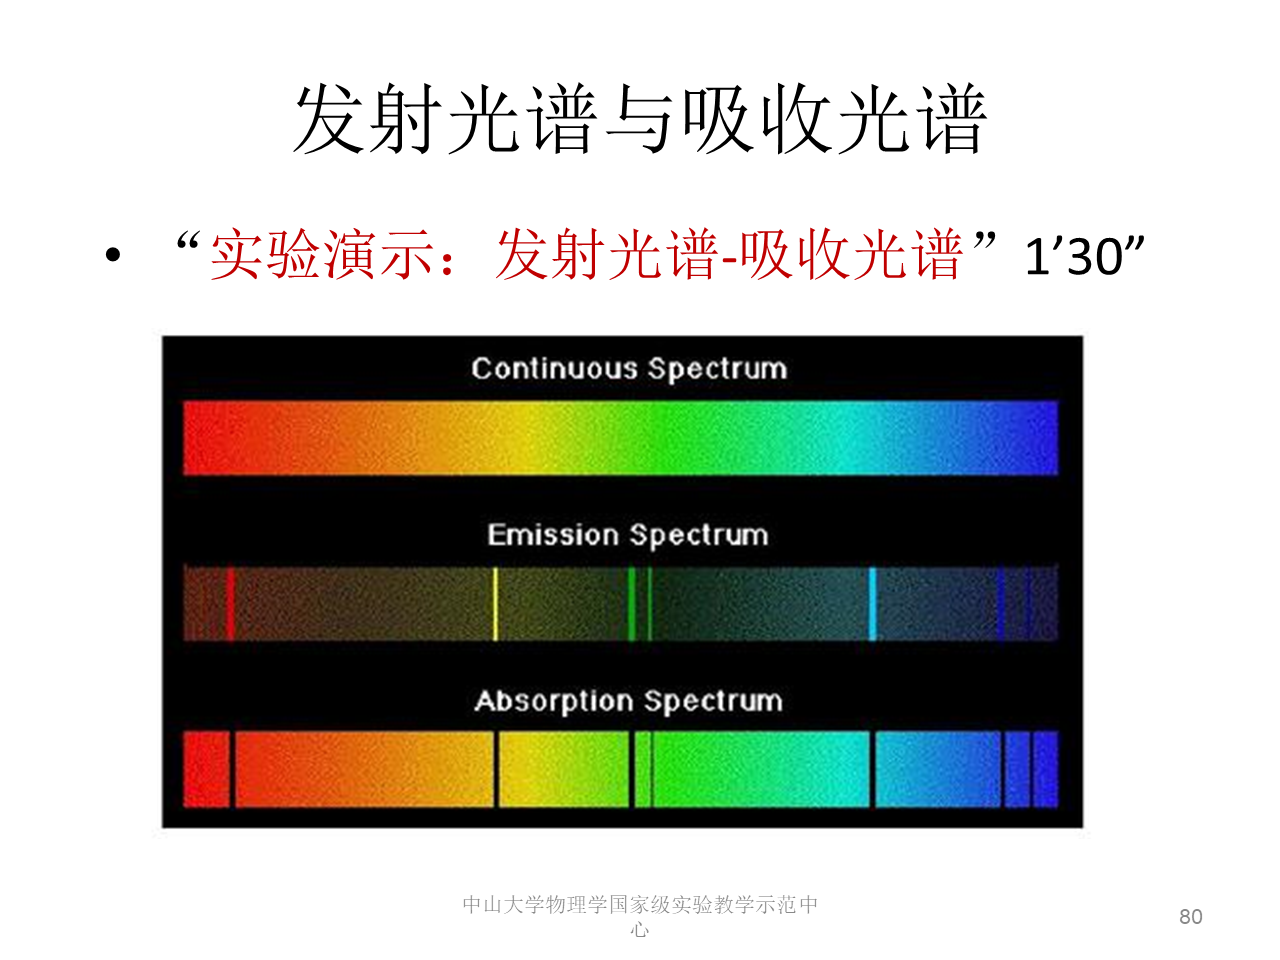 发射光谱与吸收光谱
• “实验演示：发射光谱-吸收光谱”1’30”
Continuous Spectrum
Emission Spectrum
Absorption Spectrum
中山大学物理学国家级实验教学示范中
心
80